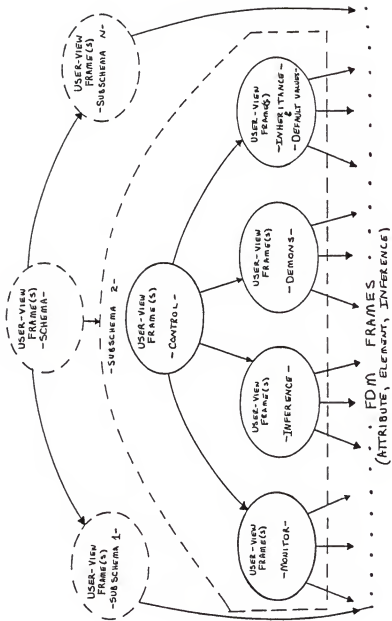 USER-VIEW
FRAME(S)
-SCHEMA-
USER-VIEW
FRAME(S)
-SUBSCHEMA 1-
-SUBSCHEMA 2-
USER-VIEW
FRAME(S)
-SUBSCHEMA N-
USER-VIEW
FRAME(S)
-CONTROL-
USER-VIEW
FRAME(S)
-MONITOR-
USER-VIEW
FRAME(S)
-INFERENCE-
USER-VIEW
FRAME(S)
-DEMONS-
USER-VIEW
FRAME(S)
-INHERITANCE-
&
-DEFAULT VALUES-
FDM FRAMES
(ATTRIBUTE, ELEMENT, INFERENCE)